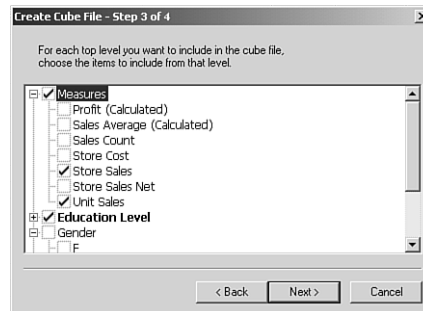 Create Cube File - Step 3 of 4
For each top level you want to include in the cube file,
choose the items to include from that level.
Measures
Profit (Calculated)
Sales Average (Calculated)
Sales Count
Store Cost
Store Sales
Store Sales Net
Unit Sales
Education Level
Gender
F
< Back
Next >
Cancel